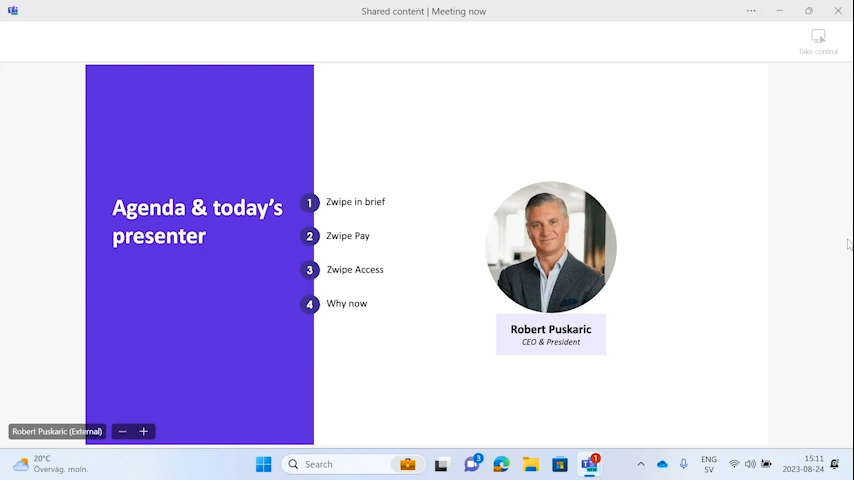 Shared content | Meeting now
Take control
Agenda & today's
presenter
1 Zwipe in brief
2 Zwipe Pay
3 Zwipe Access
4 Why now
Robert Puskaric
CEO & President
Robert Puskaric (External)
20°C
Överväg. moln.
Search
3
NEW
1
ENG
SV
15:11
2023-08-24